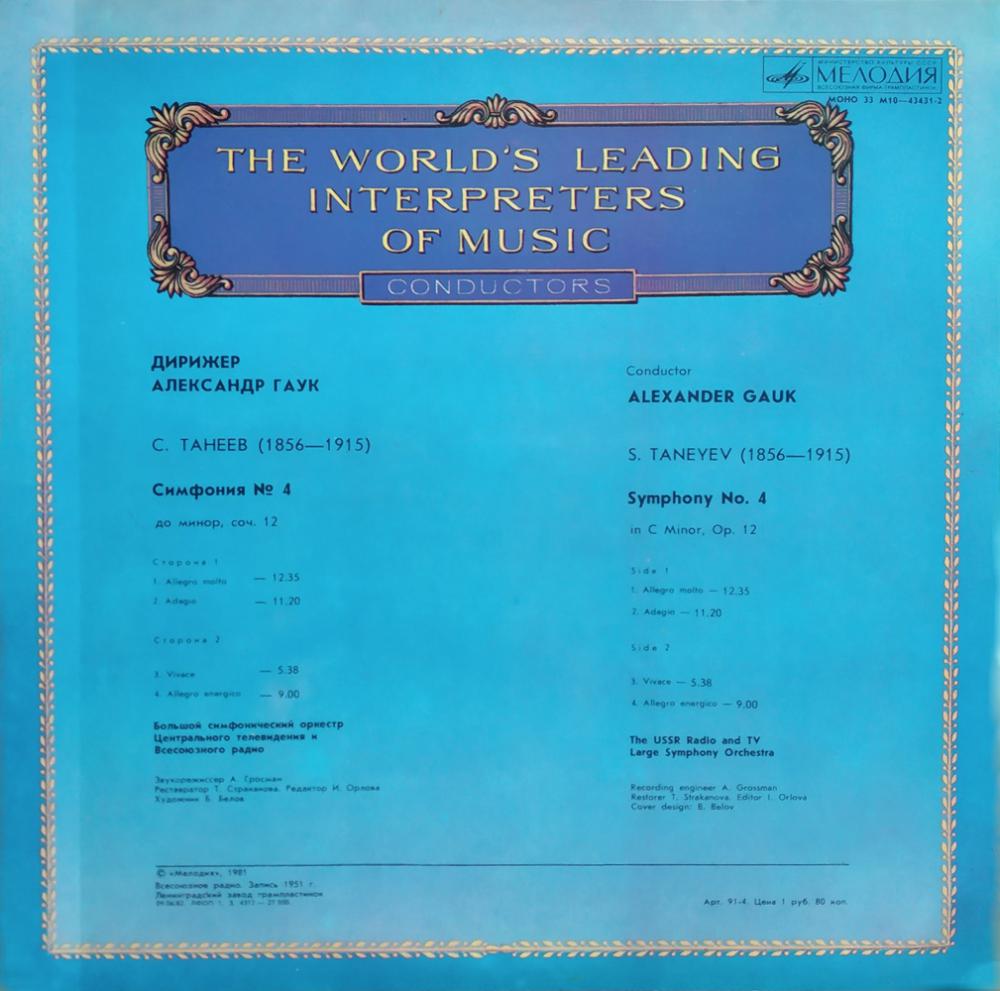 МИНИСТЕРСТВО КУЛЬТУРЫ СССР
МЕЛОДИЯ
ВСЕСОЮЗНАЯ ФИРМА ГРАМПЛАСТИНОК
МОНО 33 М10—43431-2
THE WORLD'S LEADING
INTERPRETERS
OF MUSIC
CONDUCTORS
ДИРИЖЕР
АЛЕКСАНДР ГАУК
С. ТАНЕЕВ (1856—1915)
Симфония № 4
до минор, соч. 12
Сторона 1
1. Allegro molto — 12.35
2. Adagio — 11.20
Сторона 2
3. Vivace — 5.38
4. Allegro energico — 9.00
Большой симфонический оркестр
Центрального телевидения и
Всесоюзного радио
Звукорежиссер А. Гросман
Реставратор Т. Страканова. Редактор И. Орлова
Художник Б. Белов
Conductor
ALEXANDER GAUK
S. TANEYEV (1856—1915)
Symphony No. 4
in C Minor, Op. 12
Side 1
1. Allegro molto — 12.35
2. Adagio — 11.20
Side 2
3. Vivace — 5.38
4. Allegro energico — 9.00
The USSR Radio and TV
Large Symphony Orchestra
Recording engineer A. Grossman
Restorer T. Strakanova. Editor I. Orlova
Cover design: B. Belov
© «Мелодия», 1981
Всесоюзное радио. Запись 1951 г.
Ленинградский завод грампластинок
Арт. 91-4. Цена 1 руб. 80 коп.